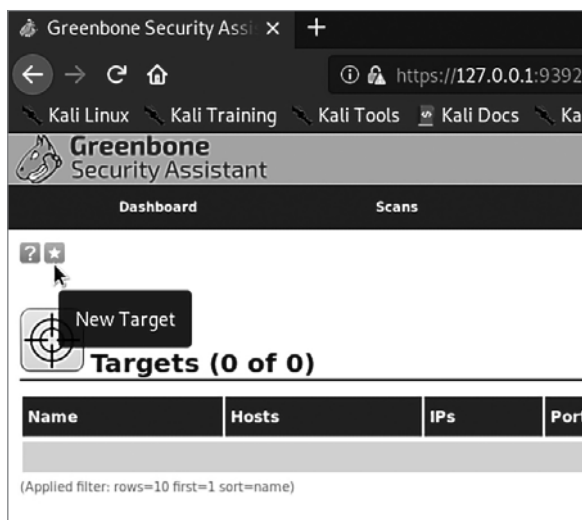 Greenbone Security Assi
https://127.0.0.1:9392
Kali Linux Kali Training Kali Tools Kali Docs Ka
Greenbone
Security Assistant
Dashboard Scans
?
New Target
Targets (0 of 0)
Name Hosts IPs Port
(Applied filter: rows=10 first=1 sort=name)